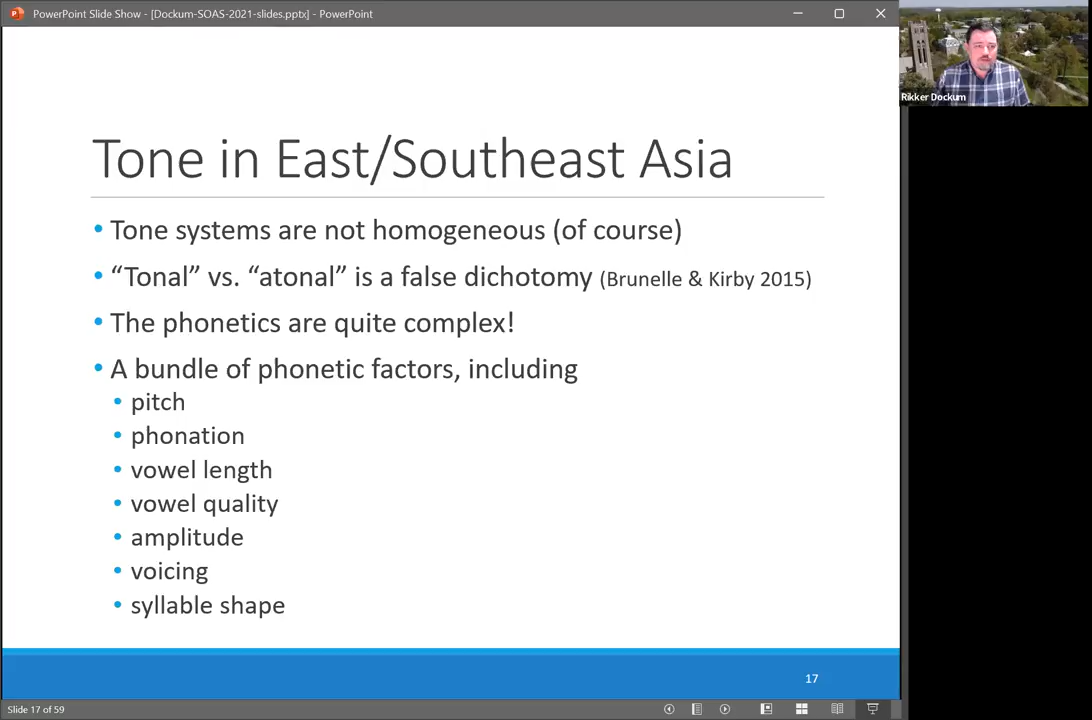 PowerPoint Slide Show - [Dockum-SOAS-2021-slides.pptx] - PowerPoint
Rikker Dockum
Tone in East/Southeast Asia
• Tone systems are not homogeneous (of course)
• “Tonal” vs. “atonal” is a false dichotomy (Brunelle & Kirby 2015)
• The phonetics are quite complex!
• A bundle of phonetic factors, including
• pitch
• phonation
• vowel length
• vowel quality
• amplitude
• voicing
• syllable shape
17
Slide 17 of 59